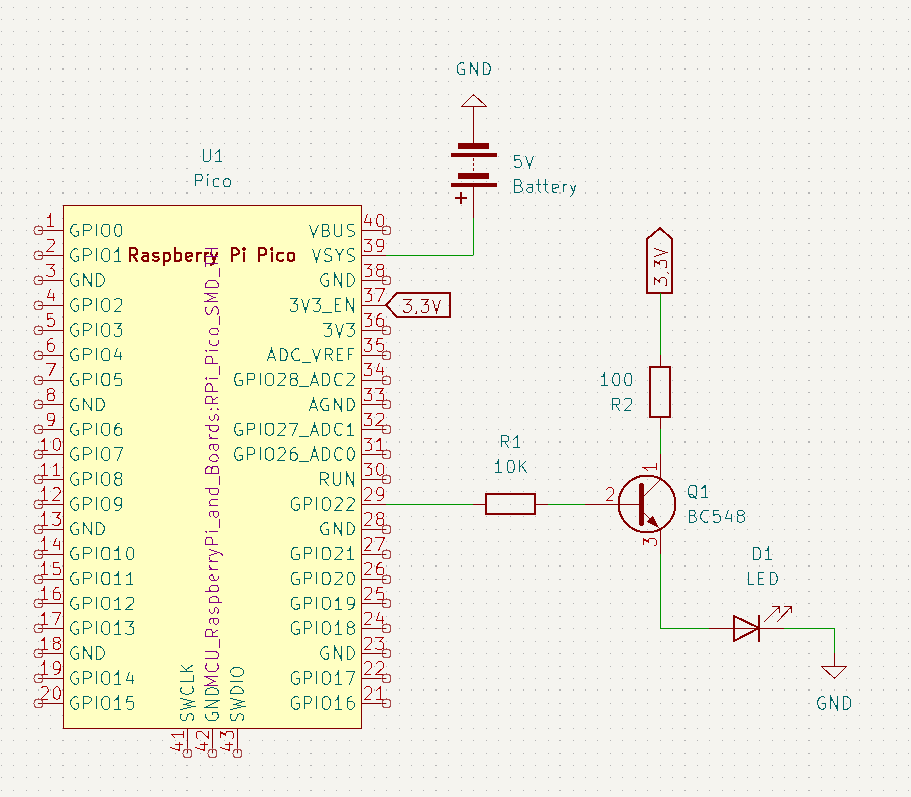 GND
5V
Battery
+
U1
Pico
Raspberry Pi Pico
MCU_RaspberryPi_and_Boards:RPi_Pico_SMD_TH
1 GPIO0
2 GPIO1
3 GND
4 GPIO2
5 GPIO3
6 GPIO4
7 GPIO5
8 GND
9 GPIO6
10 GPIO7
11 GPIO8
12 GPIO9
13 GND
14 GPIO10
15 GPIO11
16 GPIO12
17 GPIO13
18 GND
19 GPIO14
20 GPIO15
VBUS 40
VSYS 39
GND 38
3V3_EN 37
3V3 36
ADC_VREF 35
GPIO28_ADC2 34
AGND 33
GPIO27_ADC1 32
GPIO26_ADC0 31
RUN 30
GPIO22 29
GND 28
GPIO21 27
GPIO20 26
GPIO19 25
GPIO18 24
GND 23
GPIO17 22
GPIO16 21
SWCLK 41
GND 42
SWDIO 43
3.3V
3.3V
100
R2
R1
10K
1
2
3
Q1
BC548
D1
LED
GND